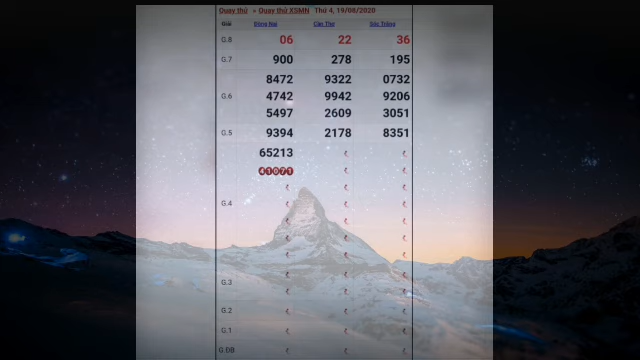 Quay thử » Quay thử XSMN Thứ 4, 19/08/2020
Giải Đồng Nai Cần Thơ Sóc Trăng
G.8 06 22 36
G.7 900 278 195
8472 9322 0732
G.6 4742 9942 9206
5497 2609 3051
G.5 9394 2178 8351
65213
41071
G.4
G.3
G.2
G.1
G.ĐB